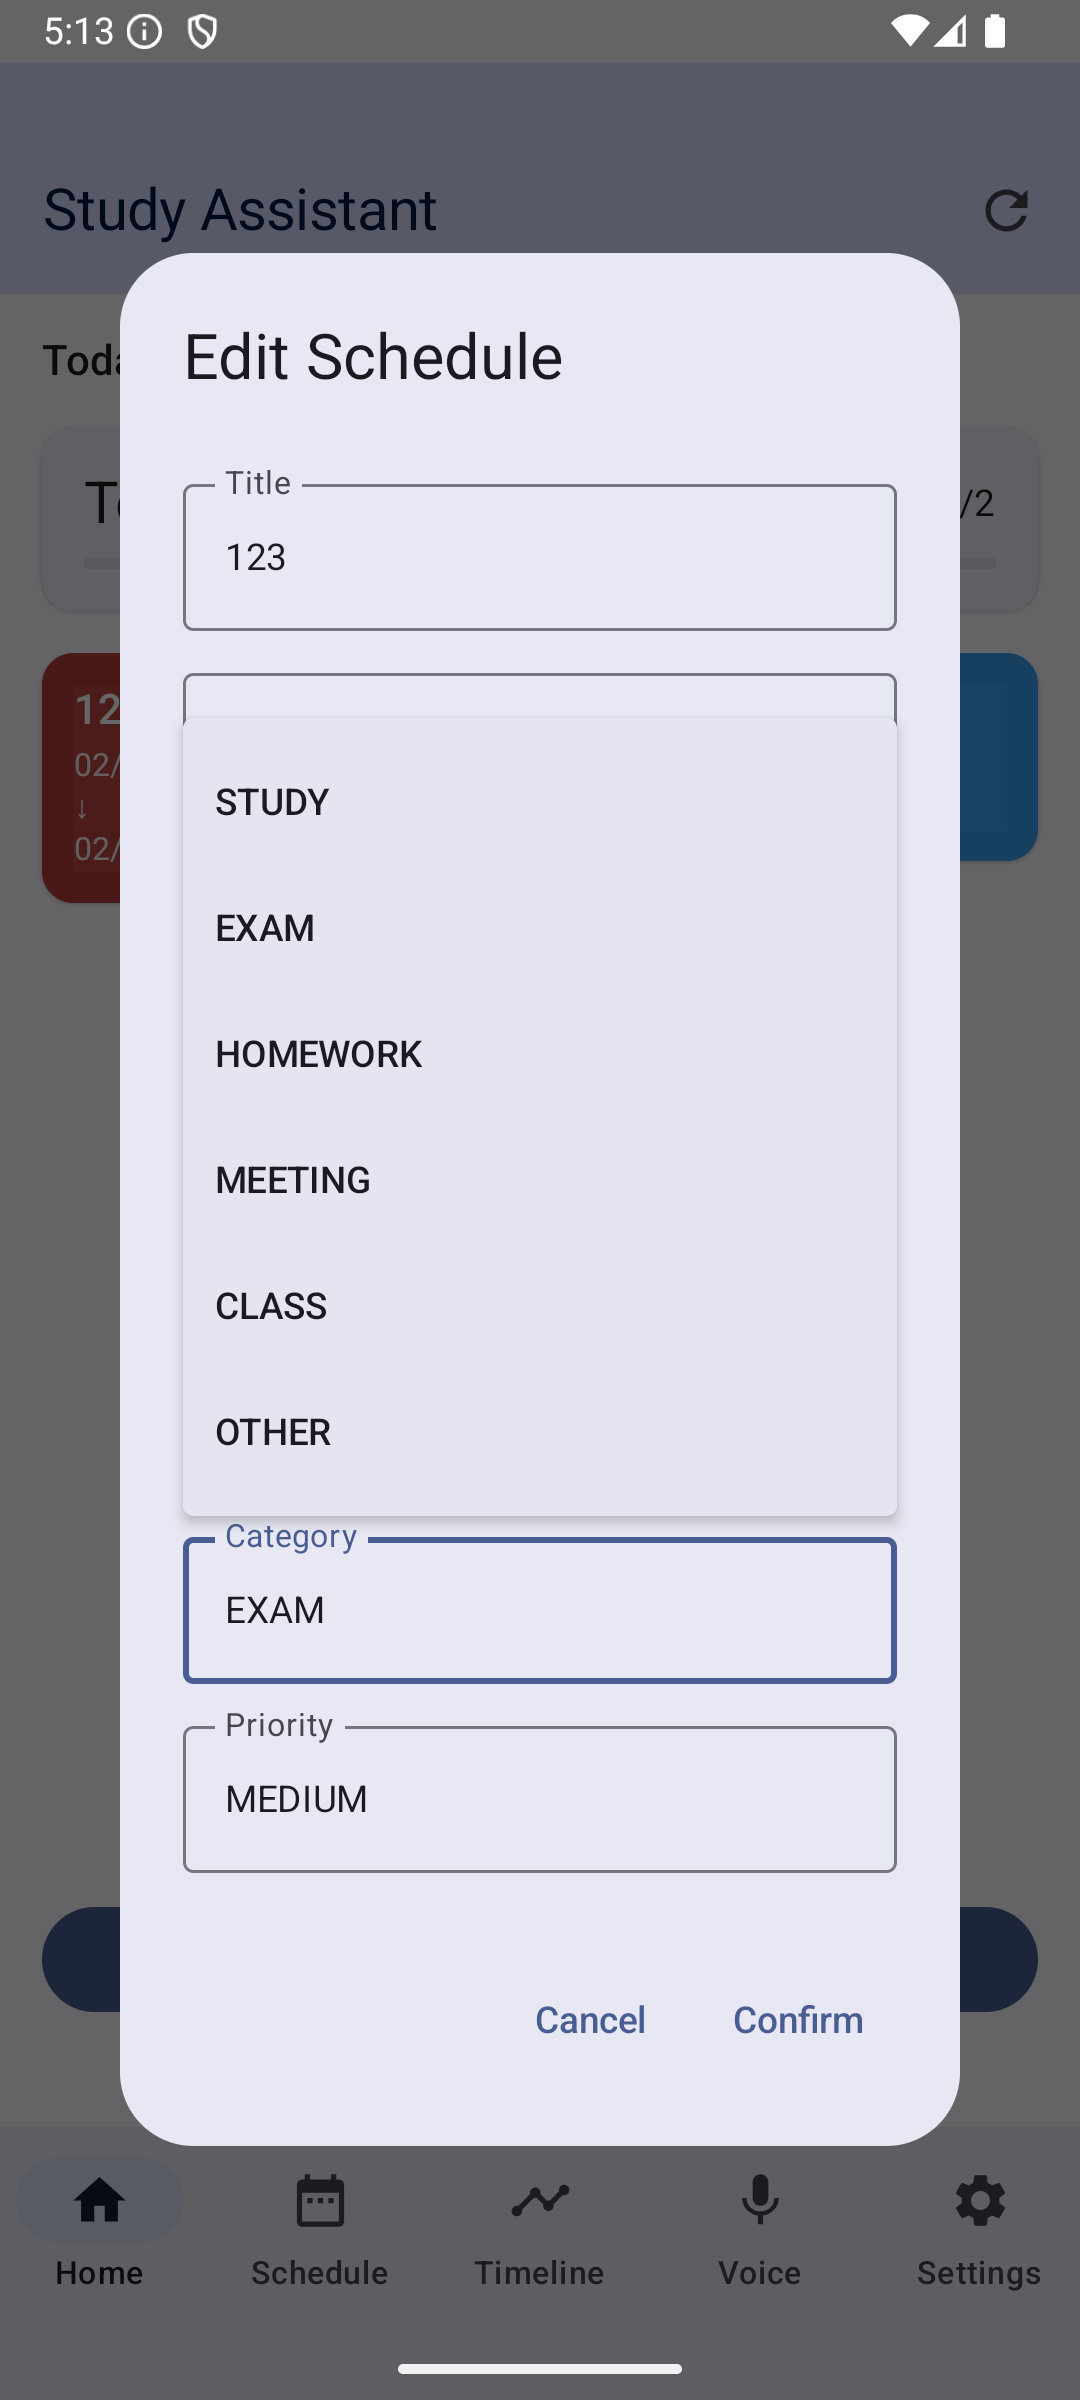 5:13
Study Assistant
Toda
Edit Schedule
Title
123
/2
12
02/
↓
02/
STUDY
EXAM
HOMEWORK
MEETING
CLASS
OTHER
Category
EXAM
Priority
MEDIUM
Cancel Confirm
Home Schedule Timeline Voice Settings